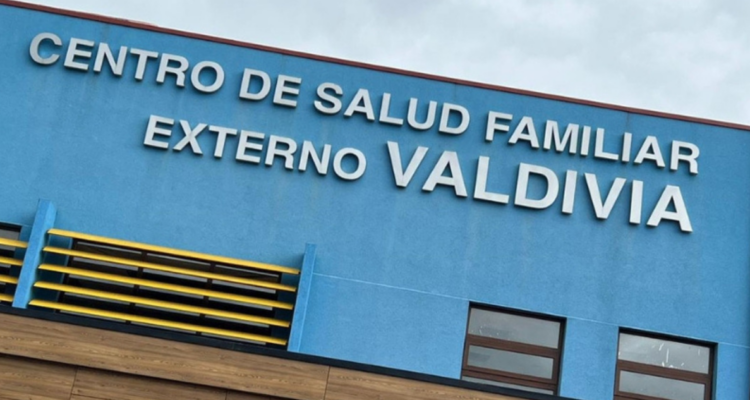 CENTRO DE SALUD FAMILIAR
EXTERNO VALDIVIA